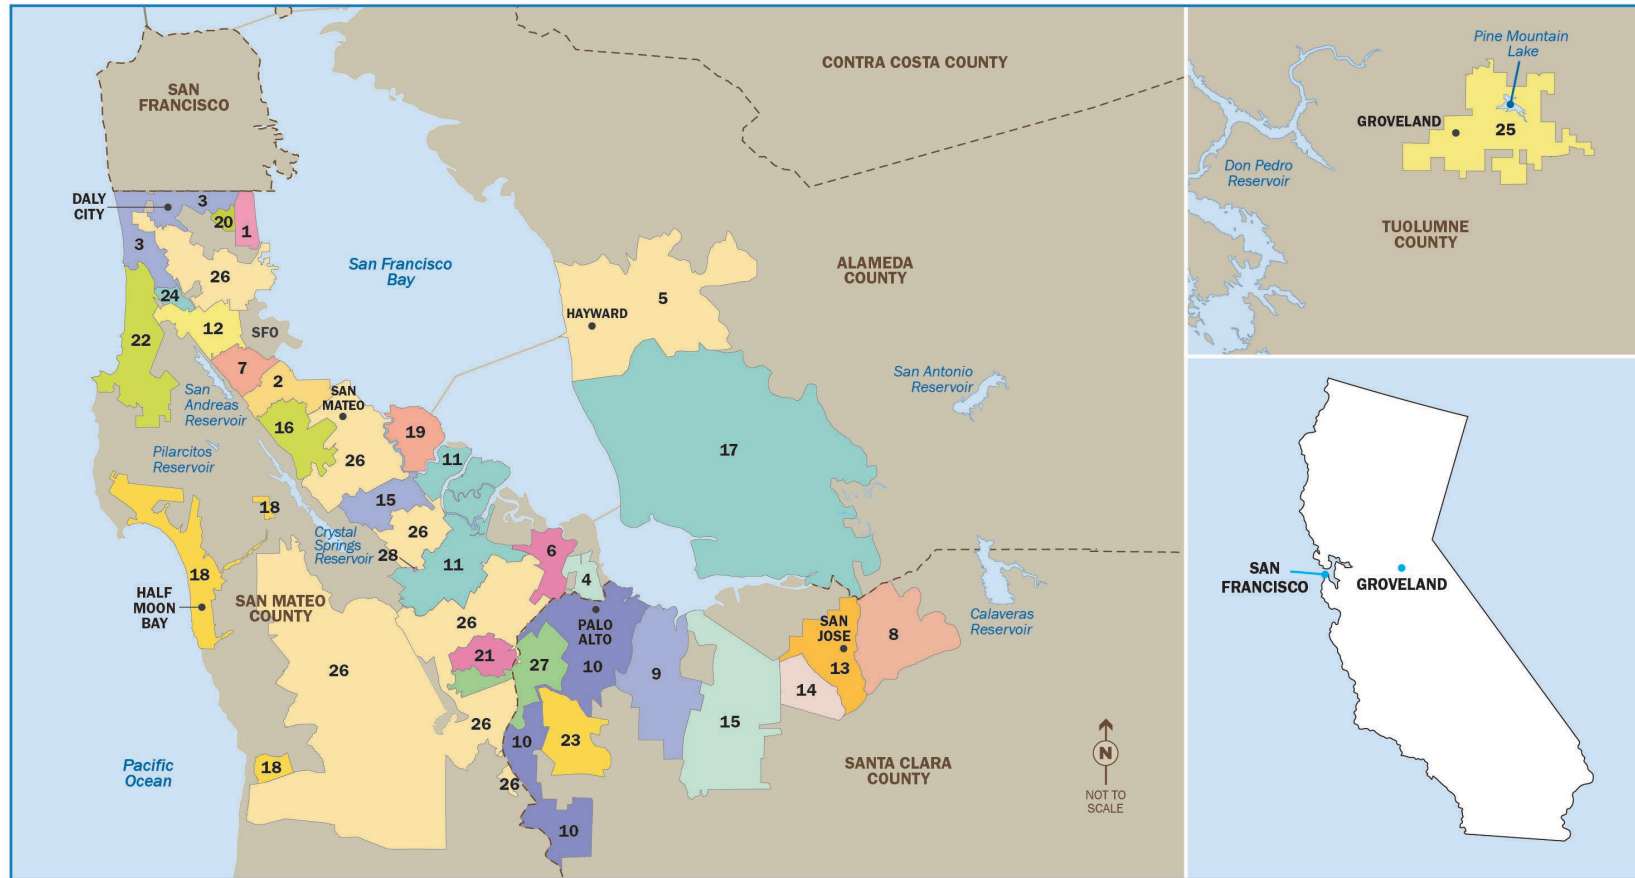 SAN
FRANCISCO
CONTRA COSTA COUNTY
DALY
CITY
3
20
1
3
26
24
12
SFO
22
7
2
San
Andreas
Reservoir
SAN
MATEO
16
19
26
11
Pilarcitos
Reservoir
15
18
26
Crystal
Springs
Reservoir
28
11
6
4
18
HALF
MOON
BAY
SAN MATEO
COUNTY
26
PALO
ALTO
21
27
10
9
26
26
10
23
15
18
26
10
San Francisco
Bay
ALAMEDA
COUNTY
5
HAYWARD
San Antonio
Reservoir
17
Calaveras
Reservoir
SAN
JOSE
8
13
14
SANTA CLARA
COUNTY
Pacific
Ocean
N
NOT TO
SCALE
Pine Mountain
Lake
GROVELAND
25
Don Pedro
Reservoir
TUOLUMNE
COUNTY
SAN
FRANCISCO
GROVELAND